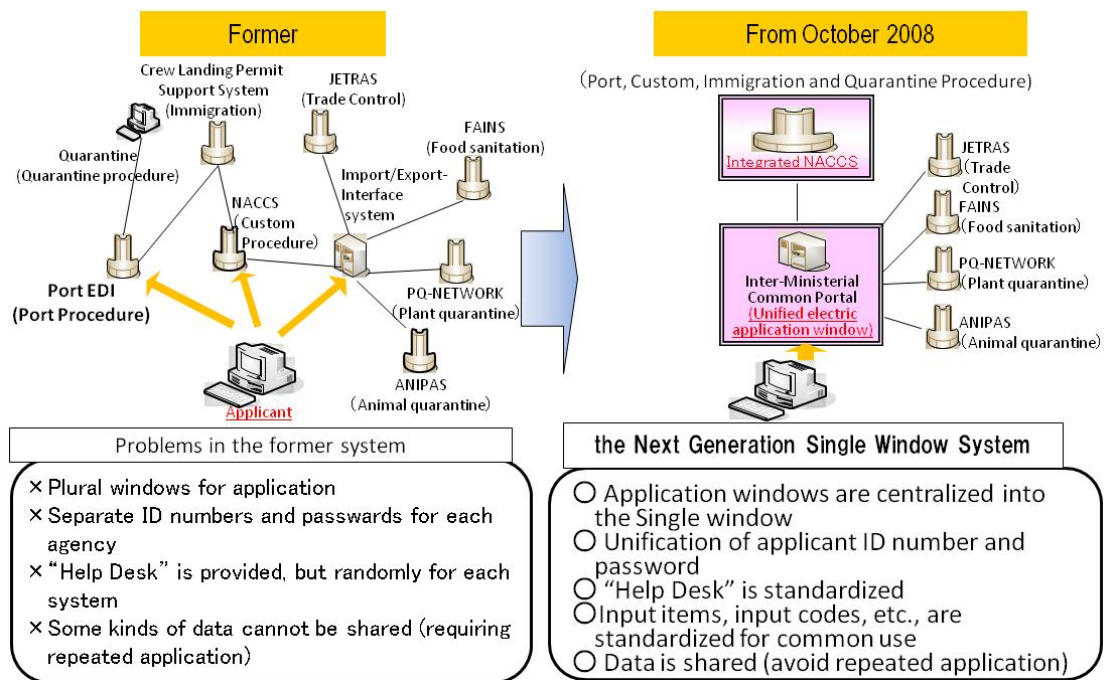 Former
Crew Landing Permit
Support System
(Immigration)
JETRAS
(Trade Control)
FAINS
(Food sanitation)
Quarantine
(Quarantine procedure)
NACCS
(Custom
Procedure)
Import/Export-
Interface
system
Port EDI
(Port Procedure)
PQ-NETWORK
(Plant quarantine)
ANIPAS
(Animal quarantine)
Applicant
Problems in the former system
× Plural windows for application
× Separate ID numbers and passwards for each
agency
× “Help Desk” is provided, but randomly for each
system
× Some kinds of data cannot be shared (requiring
repeated application)
From October 2008
(Port, Custom, Immigration and Quarantine Procedure)
Integrated NACCS
JETRAS
(Trade
Control)
FAINS
(Food sanitation)
PQ-NETWORK
(Plant quarantine)
ANIPAS
(Animal quarantine)
Inter-Ministerial
Common Portal
(Unified electric
application window)
the Next Generation Single Window System
○ Application windows are centralized into
the Single window
○ Unification of applicant ID number and
password
○ “Help Desk” is standardized
○ Input items, input codes, etc., are
standardized for common use
○ Data is shared (avoid repeated application)